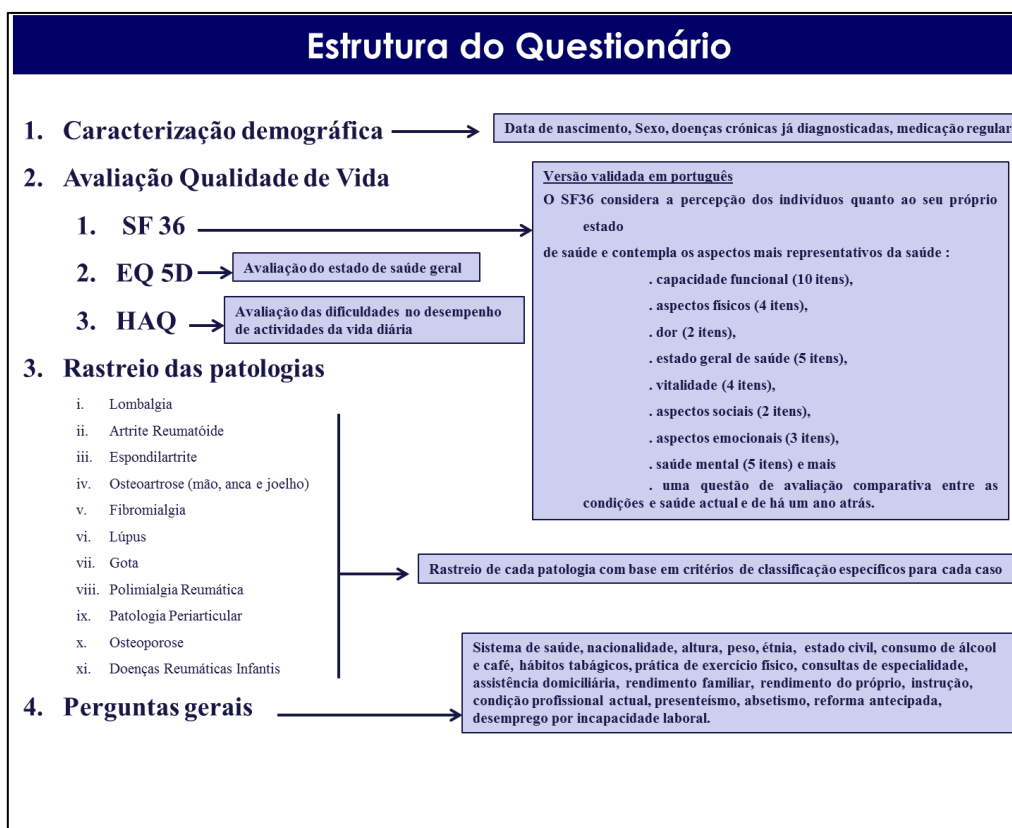 Estrutura do Questionário
1. Caracterização demográfica
Data de nascimento, Sexo, doenças crónicas já diagnosticadas, medicação regular
2. Avaliação Qualidade de Vida
1. SF 36
Versão validada em português
O SF36 considera a percepção dos indivíduos quanto ao seu próprio
estado
de saúde e contempla os aspectos mais representativos da saúde :
. capacidade funcional (10 itens),
. aspectos físicos (4 itens),
. dor (2 itens),
. estado geral de saúde (5 itens),
. vitalidade (4 itens),
. aspectos sociais (2 itens),
. aspectos emocionais (3 itens),
. saúde mental (5 itens) e mais
. uma questão de avaliação comparativa entre as
condições e saúde actual e de há um ano atrás.
2. EQ 5D
Avaliação do estado de saúde geral
3. HAQ
Avaliação das dificuldades no desempenho
de actividades da vida diária
3. Rastreio das patologias
i. Lombalgia
ii. Artrite Reumatóide
iii. Espondilartrite
iv. Osteoartrose (mão, anca e joelho)
v. Fibromialgia
vi. Lúpus
vii. Gota
viii. Polimialgia Reumática
ix. Patologia Periarticular
x. Osteoporose
xi. Doenças Reumáticas Infantis
Rastreio de cada patologia com base em critérios de classificação específicos para cada caso
4. Perguntas gerais
Sistema de saúde, nacionalidade, altura, peso, étnia, estado civil, consumo de álcool
e café, hábitos tabágicos, prática de exercício físico, consultas de especialidade,
assistência domiciliária, rendimento familiar, rendimento do próprio, instrução,
condição profissional actual, presenteísmo, absetismo, reforma antecipada,
desemprego por incapacidade laboral.